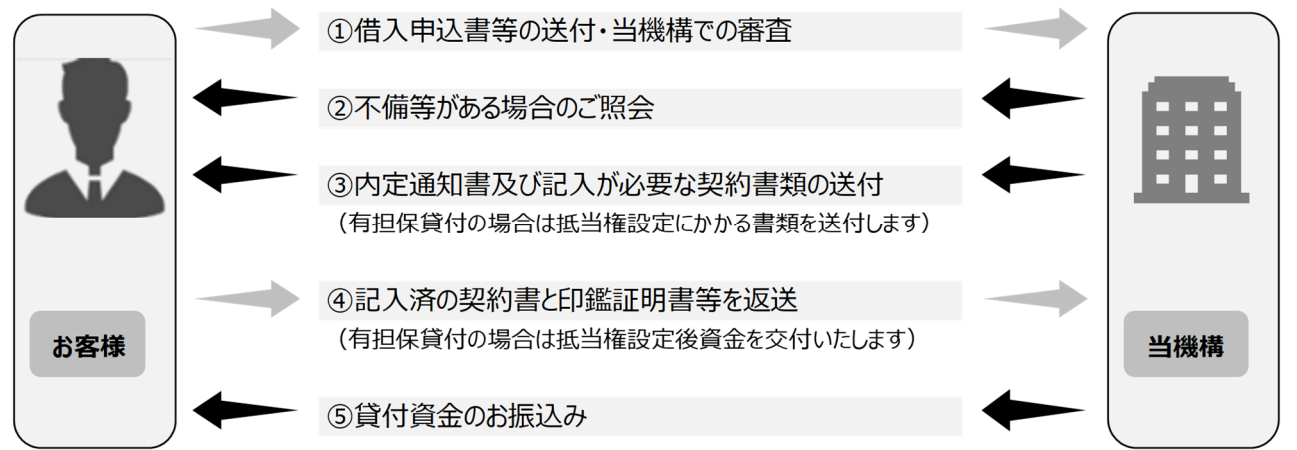 ①借入申込書等の送付・当機構での審査
②不備等がある場合のご照会
③内定通知書及び記入が必要な契約書類の送付
（有担保貸付の場合は抵当権設定にかかる書類を送付します）
④記入済の契約書と印鑑証明書等を返送
（有担保貸付の場合は抵当権設定後資金を交付いたします）
⑤貸付資金のお振込み
お客様
当機構